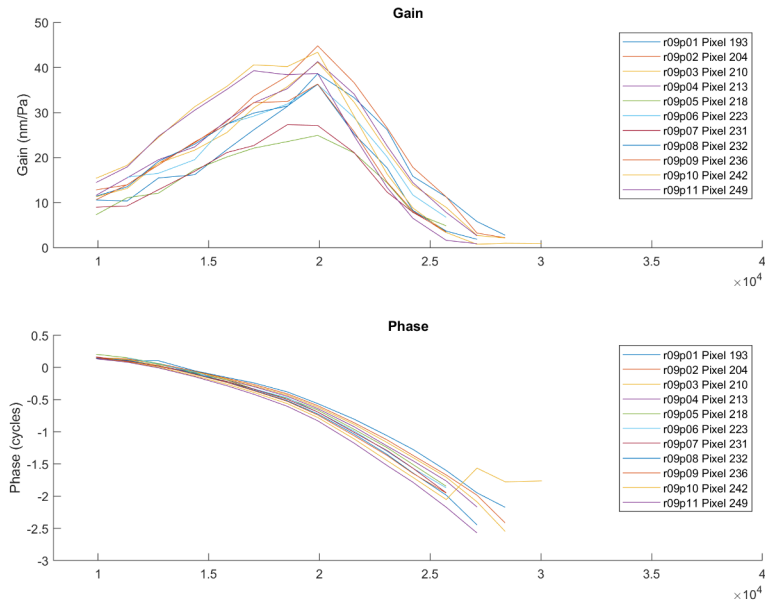 Gain
50
40
30
20
10
0
Gain (nm/Pa)
1
1.5
2
2.5
3
3.5
4
×10⁴
r09p01 Pixel 193
r09p02 Pixel 204
r09p03 Pixel 210
r09p04 Pixel 213
r09p05 Pixel 218
r09p06 Pixel 223
r09p07 Pixel 231
r09p08 Pixel 232
r09p09 Pixel 236
r09p10 Pixel 242
r09p11 Pixel 249
Phase
0.5
0
-0.5
-1
-1.5
-2
-2.5
-3
Phase (cycles)
1
1.5
2
2.5
3
3.5
4
×10⁴
r09p01 Pixel 193
r09p02 Pixel 204
r09p03 Pixel 210
r09p04 Pixel 213
r09p05 Pixel 218
r09p06 Pixel 223
r09p07 Pixel 231
r09p08 Pixel 232
r09p09 Pixel 236
r09p10 Pixel 242
r09p11 Pixel 249